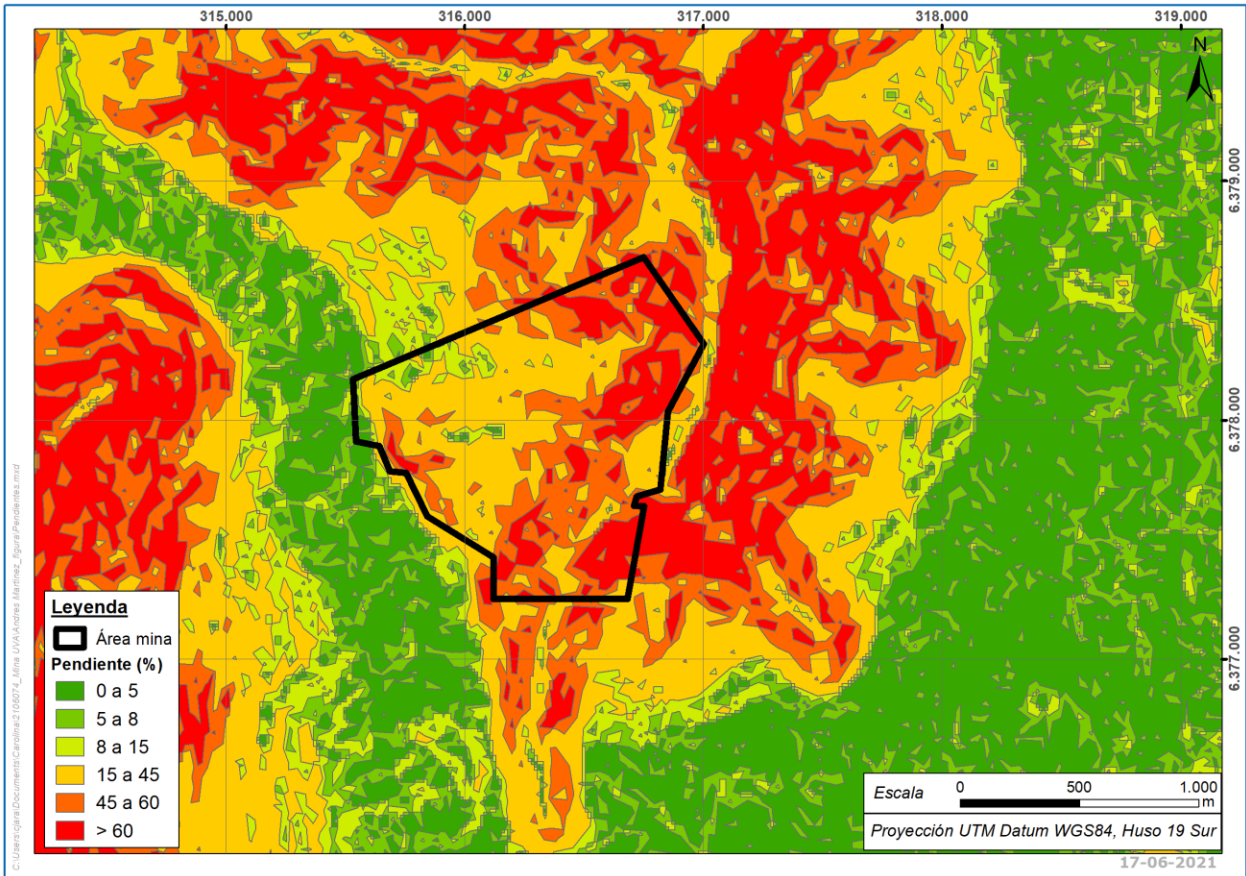 315.000 316.000 317.000 318.000 319.000
N
6.379.000
6.378.000
6.377.000
Leyenda
Área mina
Pendiente (%)
0 a 5
5 a 8
8 a 15
15 a 45
45 a 60
> 60
Escala 0 500 1.000
m
Proyección UTM Datum WGS84, Huso 19 Sur
17-06-2021